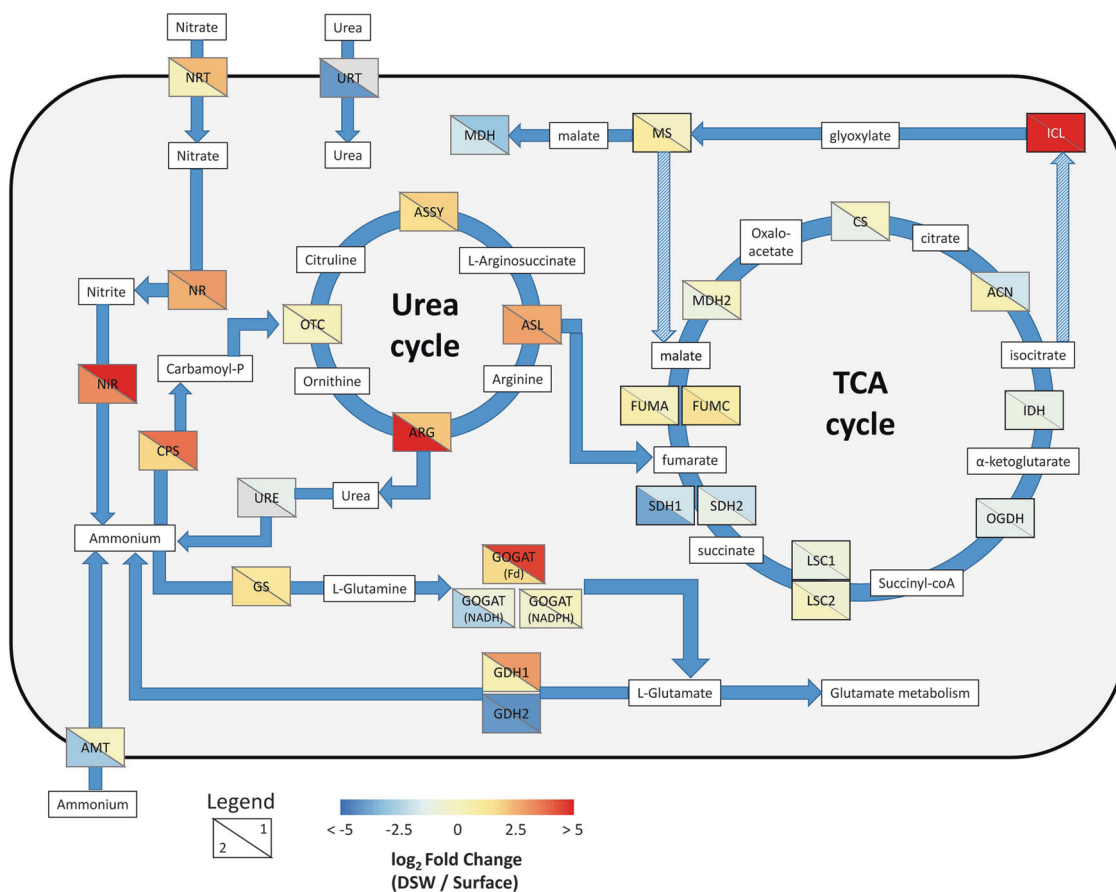 Nitrate
Urea
NRT
URT
Nitrate
Urea
MDH
malate
MS
glyoxylate
ICL
ASSY
CS
Oxalo-
acetate
citrate
Citruline
L-Arginosuccinate
Nitrite
NR
MDH2
ACN
OTC
Urea
cycle
ASL
Carbamoyl-P
malate
isocitrate
TCA
cycle
Ornithine
Arginine
NiR
FUMA
FUMC
IDH
CPS
ARG
fumarate
α-ketoglutarate
URE
Urea
SDH1
SDH2
OGDH
Ammonium
succinate
LSC1
GOGAT
(Fd)
GS
L-Glutamine
Succinyl-coA
LSC2
GOGAT
(NADH)
GOGAT
(NADPH)
GDH1
L-Glutamate
Glutamate metabolism
GDH2
AMT
Ammonium
Legend
1
2
< -5
-2.5
0
2.5
> 5
log₂ Fold Change
(DSW / Surface)